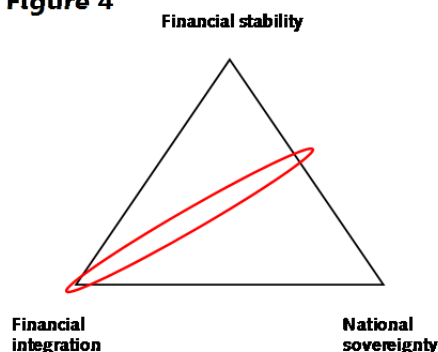 Figure 4
Financial stability
Financial
integration
National
sovereignty